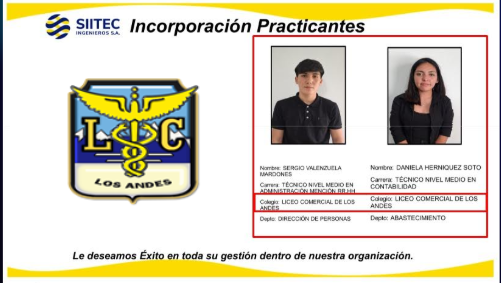 SIITEC
INGENIEROS S.A.
Incorporación Practicantes
L C
LOS ANDES
Nombre: SERGIO VALENZUELA
MARDONES
Carrera: TÉCNICO NIVEL MEDIO EN
ADMINISTRACIÓN MENCIÓN RR.HH
Colegio: LICEO COMERCIAL DE LOS
ANDES
Depto: DIRECCIÓN DE PERSONAS
Nombre: DANIELA HERNIQUEZ SOTO
Carrera: TÉCNICO NIVEL MEDIO EN
CONTABILIDAD
Colegio: LICEO COMERCIAL DE LOS
ANDES
Depto: ABASTECIMIENTO
Le deseamos Éxito en toda su gestión dentro de nuestra organización.